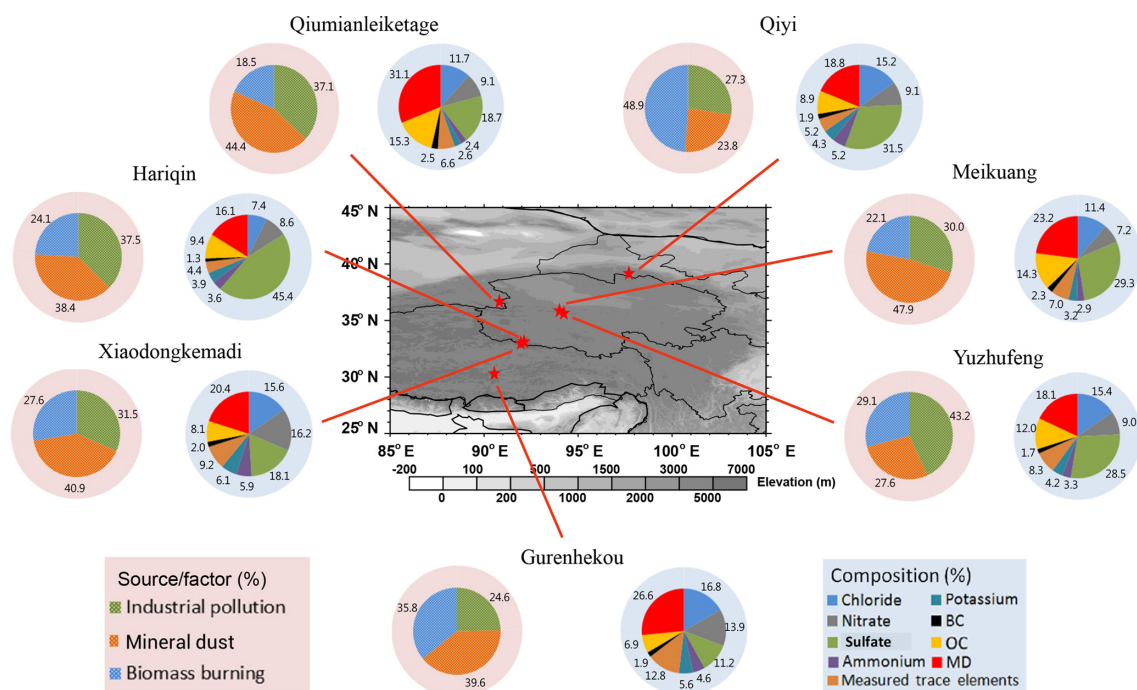 Qiumianleiketage
18.5
37.1
44.4
31.1
11.7
9.1
18.7
2.4
2.6
6.6
2.5
15.3
Qiyi
48.9
27.3
23.8
18.8
15.2
9.1
31.5
5.2
4.3
5.2
1.9
8.9
Hariqin
24.1
37.5
38.4
16.1
7.4
8.6
45.4
3.6
3.9
4.4
1.3
9.4
Meikuang
22.1
30.0
47.9
23.2
11.4
7.2
29.3
2.9
3.2
7.0
2.3
14.3
Xiaodongkemadi
27.6
31.5
40.9
20.4
15.6
16.2
18.1
5.9
6.1
9.2
2.0
8.1
Yuzhufeng
29.1
43.2
27.6
18.1
15.4
9.0
28.5
3.3
4.2
8.3
1.7
12.0
45° N
40° N
35° N
30° N
25° N
85° E
90° E
95° E
100° E
105° E
-200 100 500 1500 3000 7000
Elevation (m)
0 200 1000 2000 5000
Gurenhekou
35.8
24.6
39.6
26.6
16.8
13.9
11.2
4.6
5.6
12.8
1.9
6.9
Source/factor (%)
Industrial pollution
Mineral dust
Biomass burning
Composition (%)
Chloride Potassium
Nitrate BC
Sulfate OC
Ammonium MD
Measured trace elements